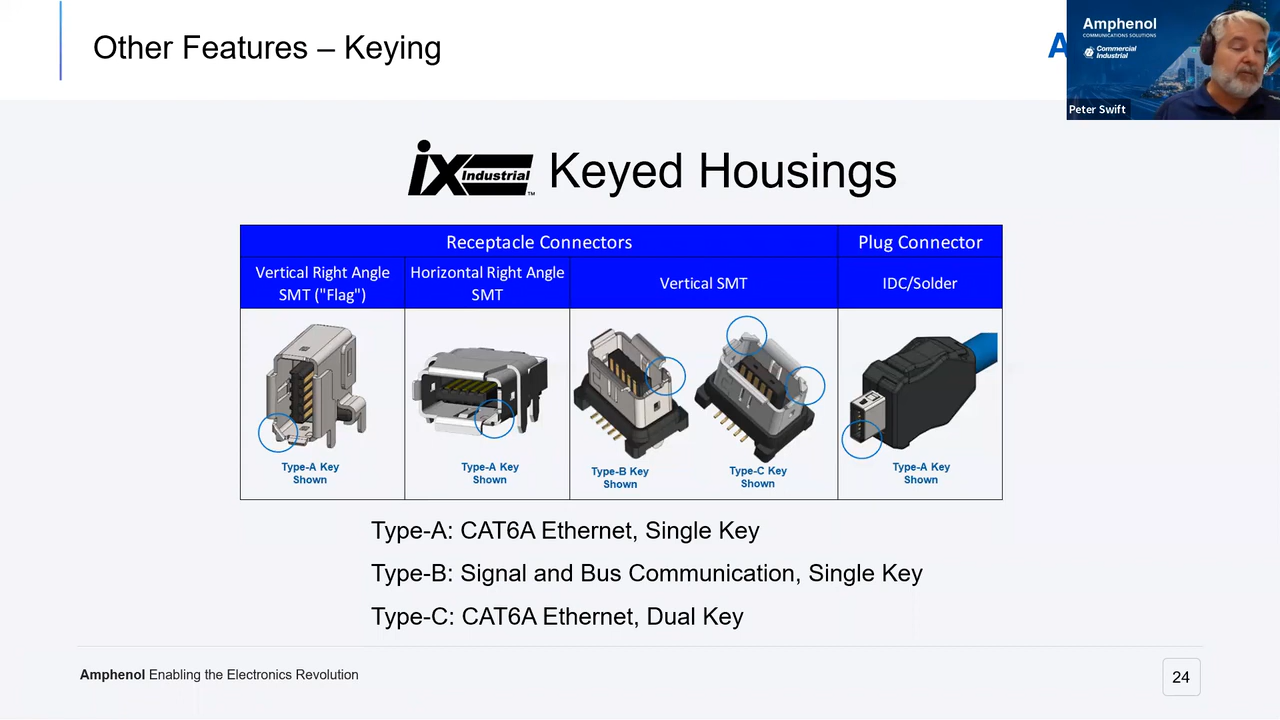 Other Features – Keying
A
Amphenol
COMMUNICATIONS SOLUTIONS
Commercial
Industrial
Peter Swift
iX Industrial™ Keyed Housings
Receptacle Connectors
Plug Connector
Vertical Right Angle
SMT ("Flag")
Horizontal Right Angle
SMT
Vertical SMT
IDC/Solder
Type-A Key
Shown
Type-A Key
Shown
Type-B Key
Shown
Type-C Key
Shown
Type-A Key
Shown
Type-A: CAT6A Ethernet, Single Key
Type-B: Signal and Bus Communication, Single Key
Type-C: CAT6A Ethernet, Dual Key
Amphenol Enabling the Electronics Revolution
24